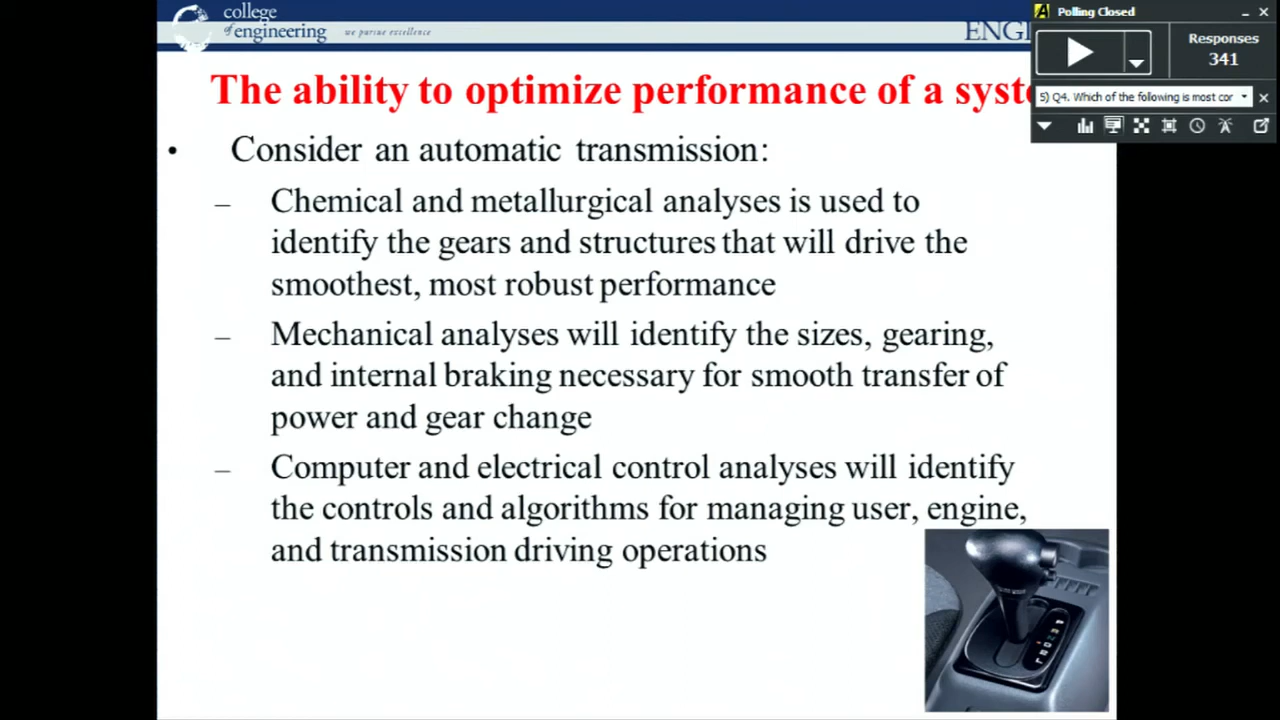 college
of engineering
we pursue excellence
ENGI
Polling Closed
Responses
341
5) Q4. Which of the following is most cor
The ability to optimize performance of a syste
• Consider an automatic transmission:
– Chemical and metallurgical analyses is used to
identify the gears and structures that will drive the
smoothest, most robust performance
– Mechanical analyses will identify the sizes, gearing,
and internal braking necessary for smooth transfer of
power and gear change
– Computer and electrical control analyses will identify
the controls and algorithms for managing user, engine,
and transmission driving operations